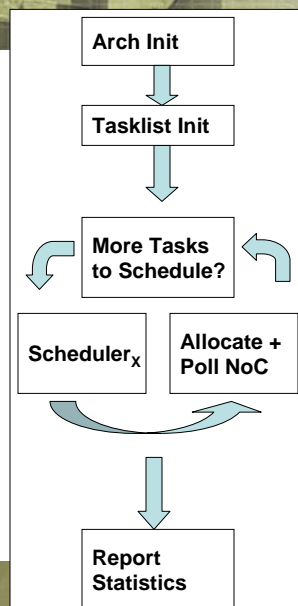 Arch Init
Tasklist Init
More Tasks
to Schedule?
Schedulerₓ
Allocate +
Poll NoC
Report
Statistics